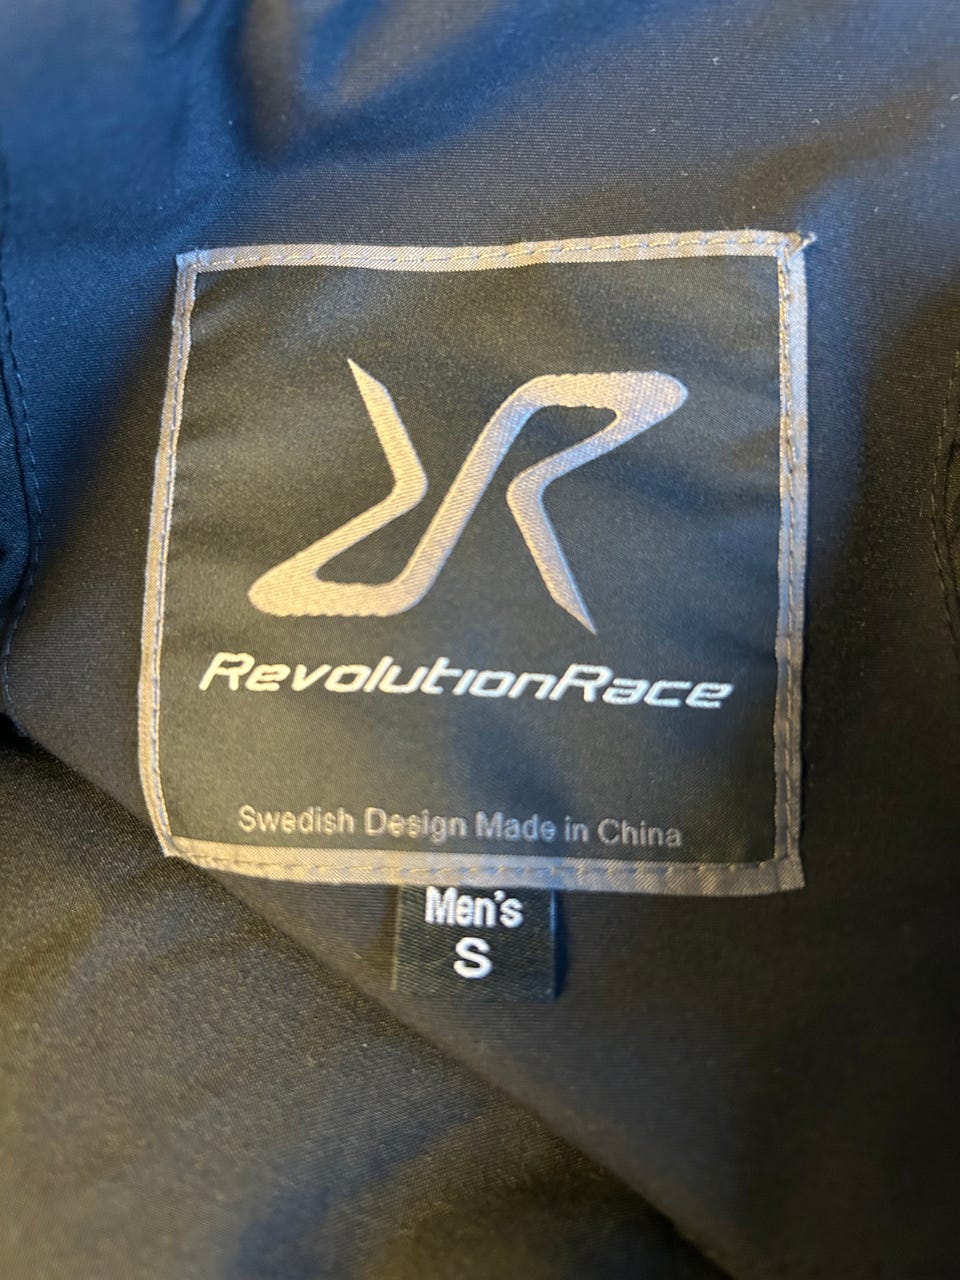 RevolutionRace
Swedish Design Made in China
Men's
S